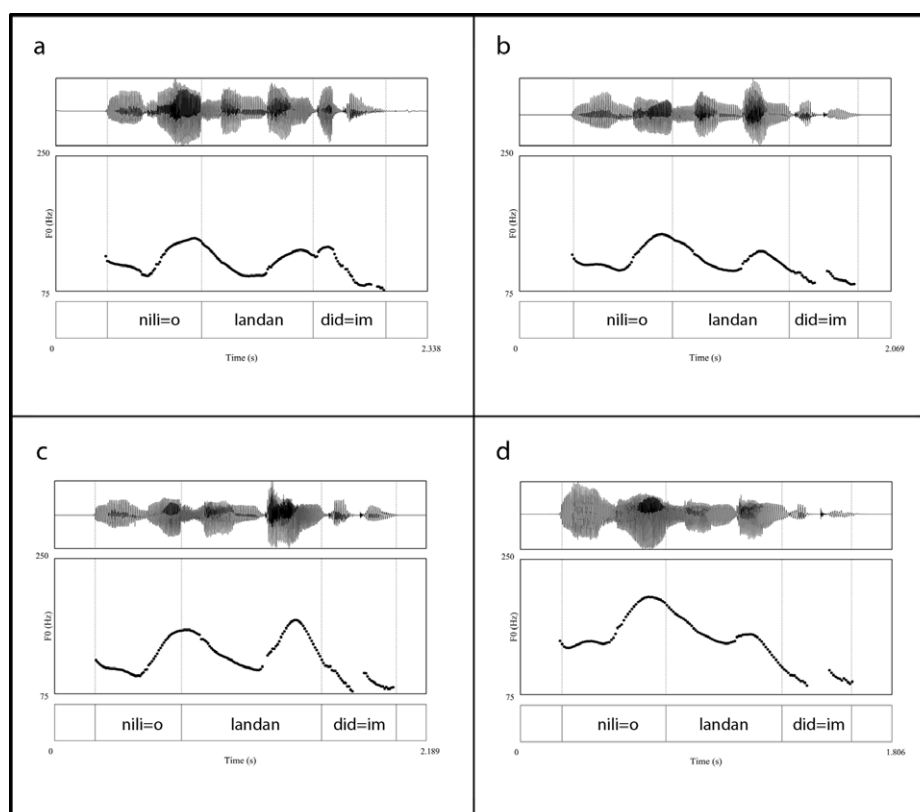 a
250
F0 (Hz)
75
nili=o landan did=im
0 2.338
Time (s)
b
250
F0 (Hz)
75
nili=o landan did=im
0 2.069
Time (s)
c
250
F0 (Hz)
75
nili=o landan did=im
0 2.189
Time (s)
d
250
F0 (Hz)
75
nili=o landan did=im
0 1.806
Time (s)